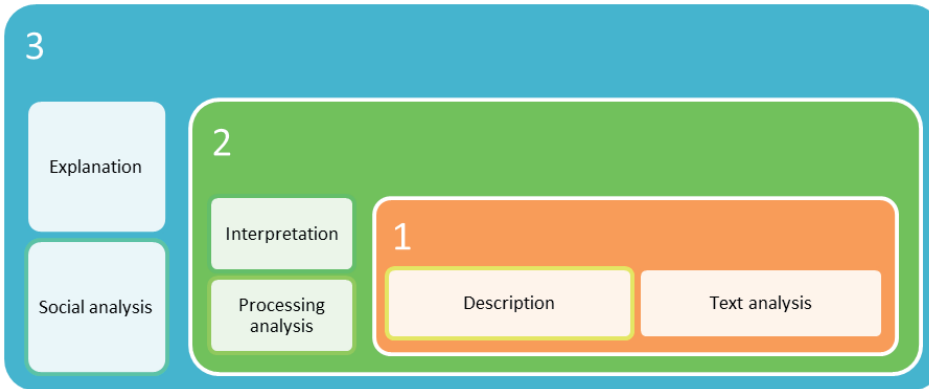 3
Explanation
Social analysis
2
Interpretation
Processing
analysis
1
Description
Text analysis